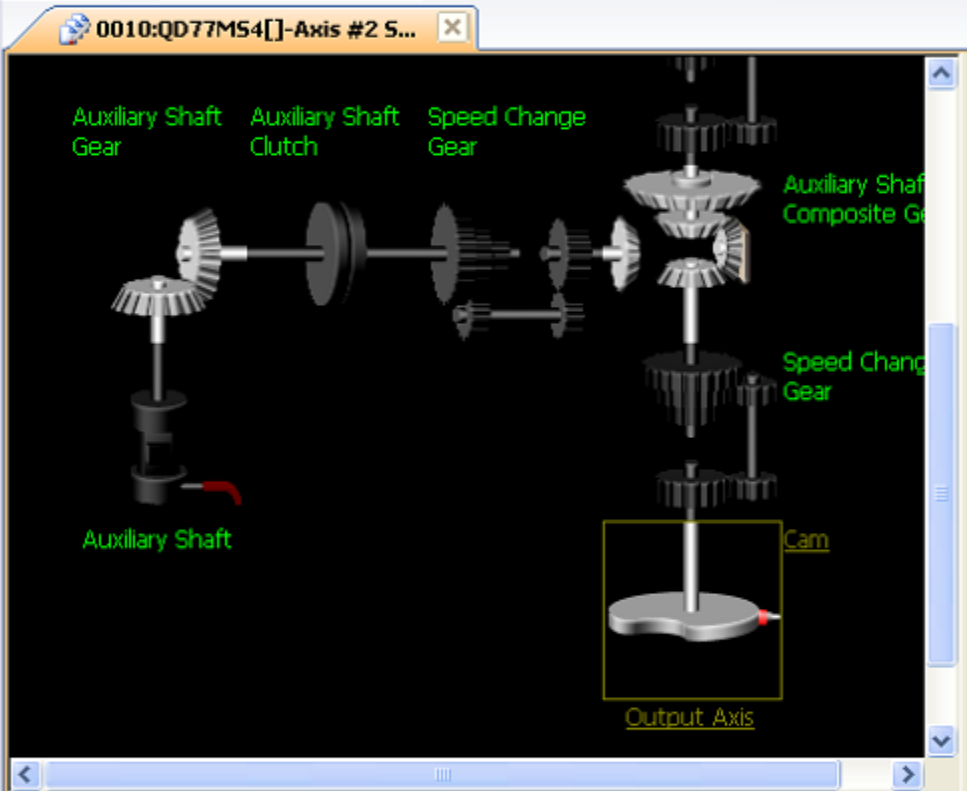 0010:QD77MS4[]-Axis #2 S...
Auxiliary Shaft
Gear
Auxiliary Shaft
Clutch
Speed Change
Gear
Auxiliary Shaf
Composite Ge
Speed Chang
Gear
Auxiliary Shaft
Cam
Output Axis